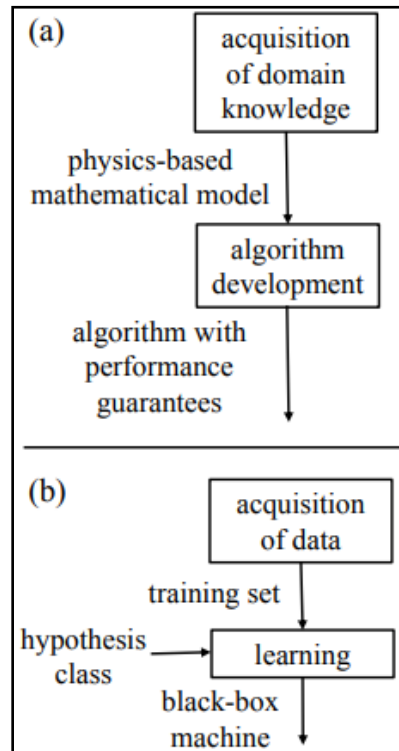 (a)
acquisition
of domain
knowledge
physics-based
mathematical model
algorithm
development
algorithm with
performance
guarantees
(b)
acquisition
of data
training set
hypothesis
class
learning
black-box
machine